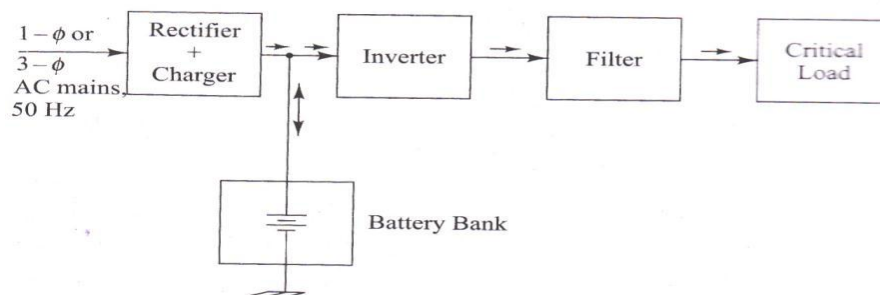 1 – ϕ or
3 – ϕ
AC mains,
50 Hz
Rectifier
+
Charger
Inverter
Filter
Critical
Load
Battery Bank